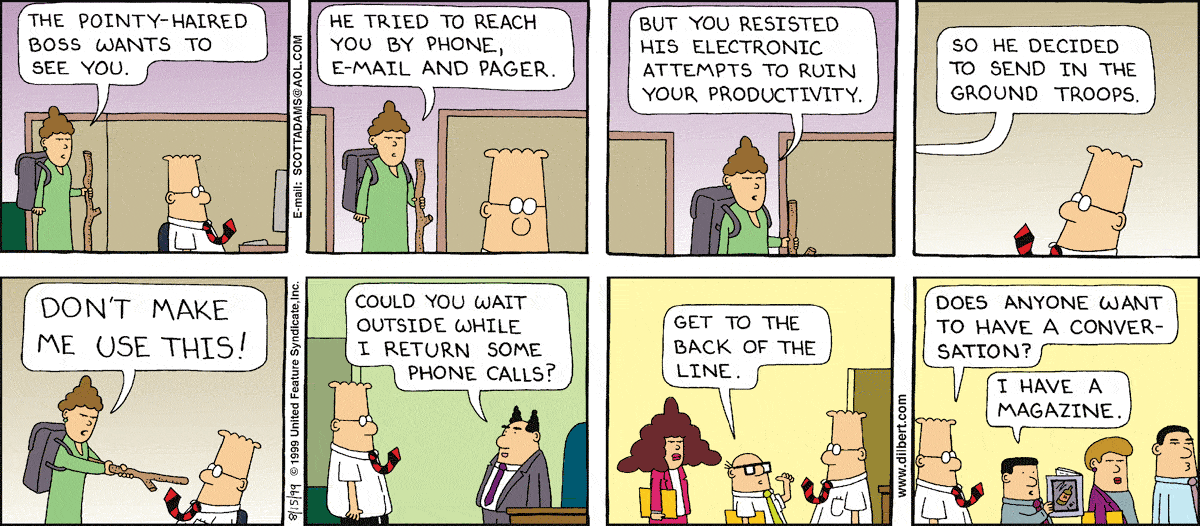 THE POINTY-HAIRED
BOSS WANTS TO
SEE YOU.
E-mail: SCOTTADAMS@AOL.COM
HE TRIED TO REACH
YOU BY PHONE,
E-MAIL AND PAGER.
BUT YOU RESISTED
HIS ELECTRONIC
ATTEMPTS TO RUIN
YOUR PRODUCTIVITY.
SO HE DECIDED
TO SEND IN THE
GROUND TROOPS.
DON'T MAKE
ME USE THIS!
8/15/99 © 1999 United Feature Syndicate,Inc.
COULD YOU WAIT
OUTSIDE WHILE
I RETURN SOME
PHONE CALLS?
GET TO THE
BACK OF THE
LINE.
www.dilbert.com
DOES ANYONE WANT
TO HAVE A CONVER-
SATION?
I HAVE A
MAGAZINE.